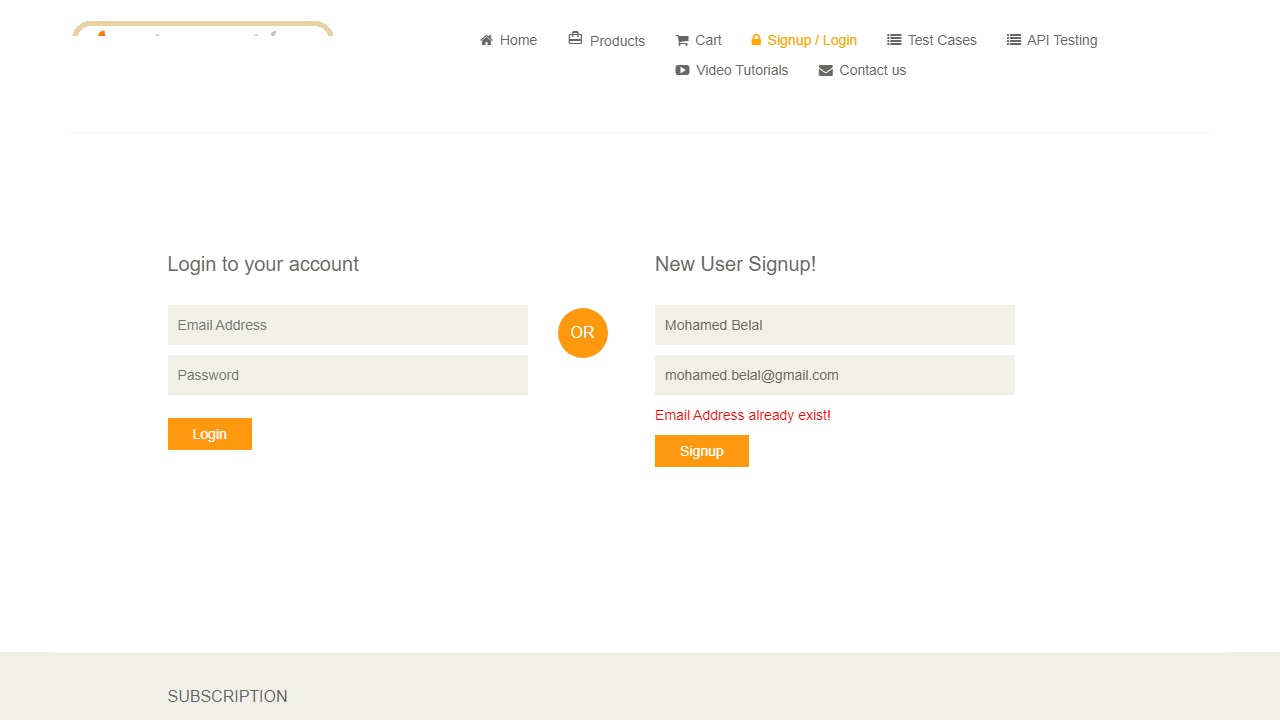 Home Products Cart Signup / Login Test Cases API Testing
Video Tutorials Contact us
Login to your account
Email Address
Password
Login
OR
New User Signup!
Mohamed Belal
mohamed.belal@gmail.com
Email Address already exist!
Signup
SUBSCRIPTION